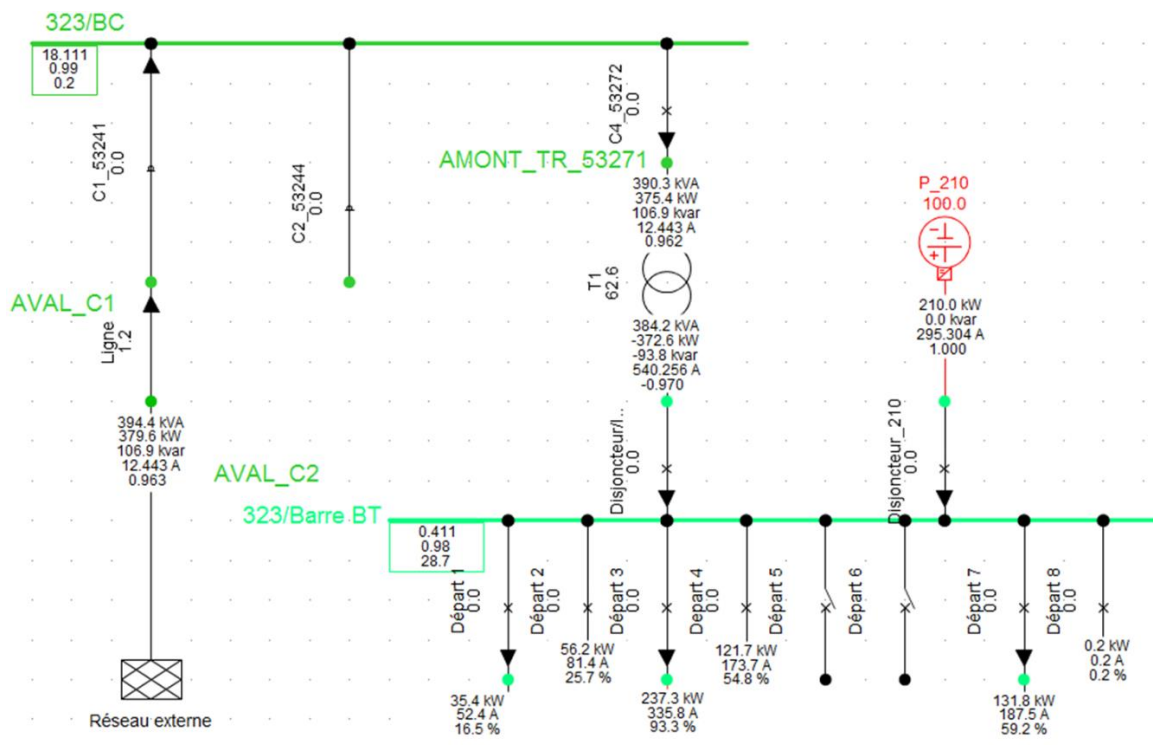 323/BC
18.111
0.99
0.2
C1_53241
0.0
C2_53244
0.0
C4_53272
0.0
AMONT_TR_53271
390.3 kVA
375.4 kW
106.9 kvar
12.443 A
0.962
P_210
100.0
T1
62.6
AVAL_C1
Ligne
1.2
384.2 kVA
-372.6 kW
-93.8 kvar
540.256 A
-0.970
210.0 kW
0.0 kvar
295.304 A
1.000
394.4 kVA
379.6 kW
106.9 kvar
12.443 A
0.963
Disjoncteur/l..
0.0
Disjoncteur_210
0.0
AVAL_C2
323/Barre BT
0.411
0.98
28.7
Départ 1
0.0
Départ 2
0.0
Départ 3
0.0
Départ 4
0.0
Départ 5
Départ 6
Départ 7
0.0
Départ 8
0.0
35.4 kW
52.4 A
16.5 %
56.2 kW
81.4 A
25.7 %
237.3 kW
335.8 A
93.3 %
121.7 kW
173.7 A
54.8 %
131.8 kW
187.5 A
59.2 %
0.2 kW
0.2 A
0.2 %
Réseau externe